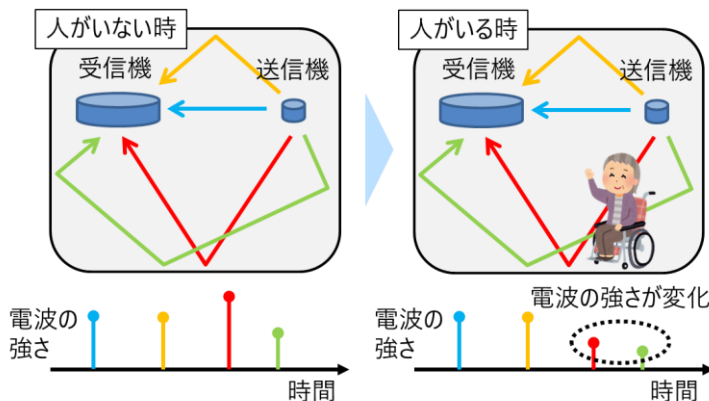 人がいない時
受信機
送信機
電波の
強さ
時間
人がいる時
受信機
送信機
電波の強さが変化
電波の
強さ
時間